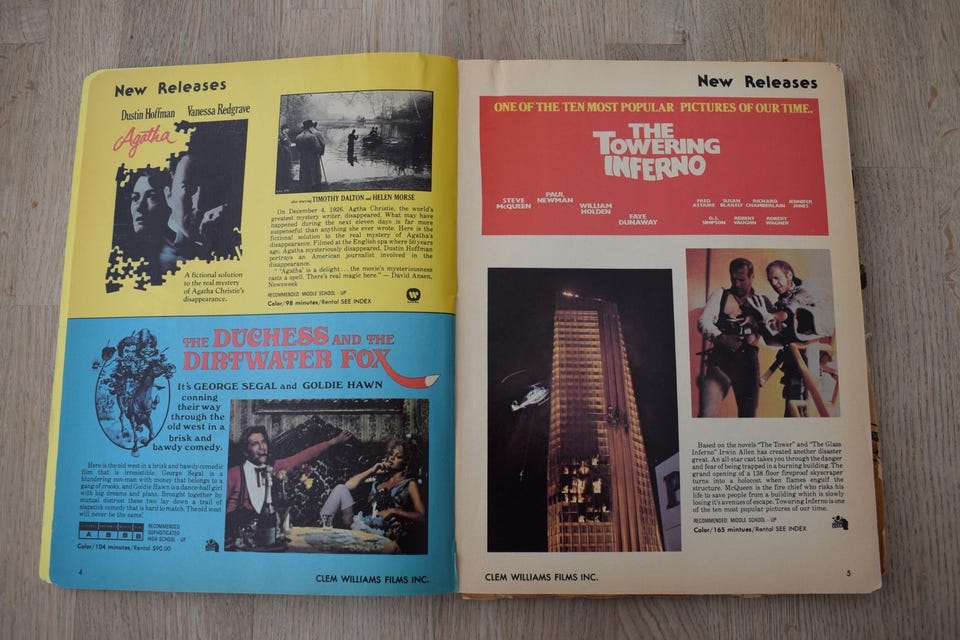 New Releases
Dustin Hoffman Vanessa Redgrave
Agatha
A fictional solution
to the real mystery
of Agatha Christie's
disappearance.
also starring TIMOTHY DALTON and HELEN MORSE
On December 4, 1926, Agtha Christie, the world's
greatest mystery writer, disappeared. What may have
happened during the next eleven days is far more
suspenseful than anything she ever wrote. Here is the
fictional solution to the real mystery of Agatha's
disappearance. Filmed at the English spa where 50 years
ago, Agatha mysteriously disappeared, Dustin Hoffman
portrays an American journalist involved in the
disappearance.
" 'Agatha' is a delight . . . the movie's mysteriousness
casts a spell. There's real magic here." — David Ansen,
Newsweek
RECOMMENDED: MIDDLE SCHOOL - UP
Color/98 minutes/Rental SEE INDEX
THE DUCHESS AND THE
DIRTWATER FOX
It's GEORGE SEGAL and GOLDIE HAWN
conning
their way
through the
old west in a
brisk and
bawdy comedy.
Here is the old west in a brisk and bawdy comedic
film that is irresistible. George Segal is a
blundering con-man with money that belongs to a
gang of crooks, and Goldie Hawn is a dance-hall girl
with big dreams and plans. Brought together by
mutual distrust these two lay down a trail of
slapstick comedy that is hard to match. The old west
will never be the same!
A B B B
RECOMMENDED
SOPHISTICATED
HIGH SCHOOL - UP
Color/104 minutes/Rental $90.00
4
CLEM WILLIAMS FILMS INC.
New Releases
ONE OF THE TEN MOST POPULAR PICTURES OF OUR TIME.
THE
TOWERING
INFERNO
STEVE
McQUEEN
PAUL
NEWMAN
WILLIAM
HOLDEN
FAYE
DUNAWAY
FRED
ASTAIRE
SUSAN
BLAKELY
RICHARD
CHAMBERLAIN
JENNIFER
JONES
O.J.
SIMPSON
ROBERT
VAUGHN
ROBERT
WAGNER
Based on the novels "The Tower" and "The Glass
Inferno" Irwin Allen has created another disaster
great. An all-star cast takes you through the danger
and fear of being trapped in a burning building. The
grand opening of a 138 floor fireproof skyscraper
turns into a holocost when flames engulf the
structure. McQueen is the fire chief who risks his
life to save people from a building which is slowly
losing it's avenues of escape. Towering Inferno is one
of the ten most popular pictures of our time.
RECOMMENDED: MIDDLE SCHOOL - UP
Color/165 mintues/Rental SEE INDEX
CLEM WILLIAMS FILMS INC.
5